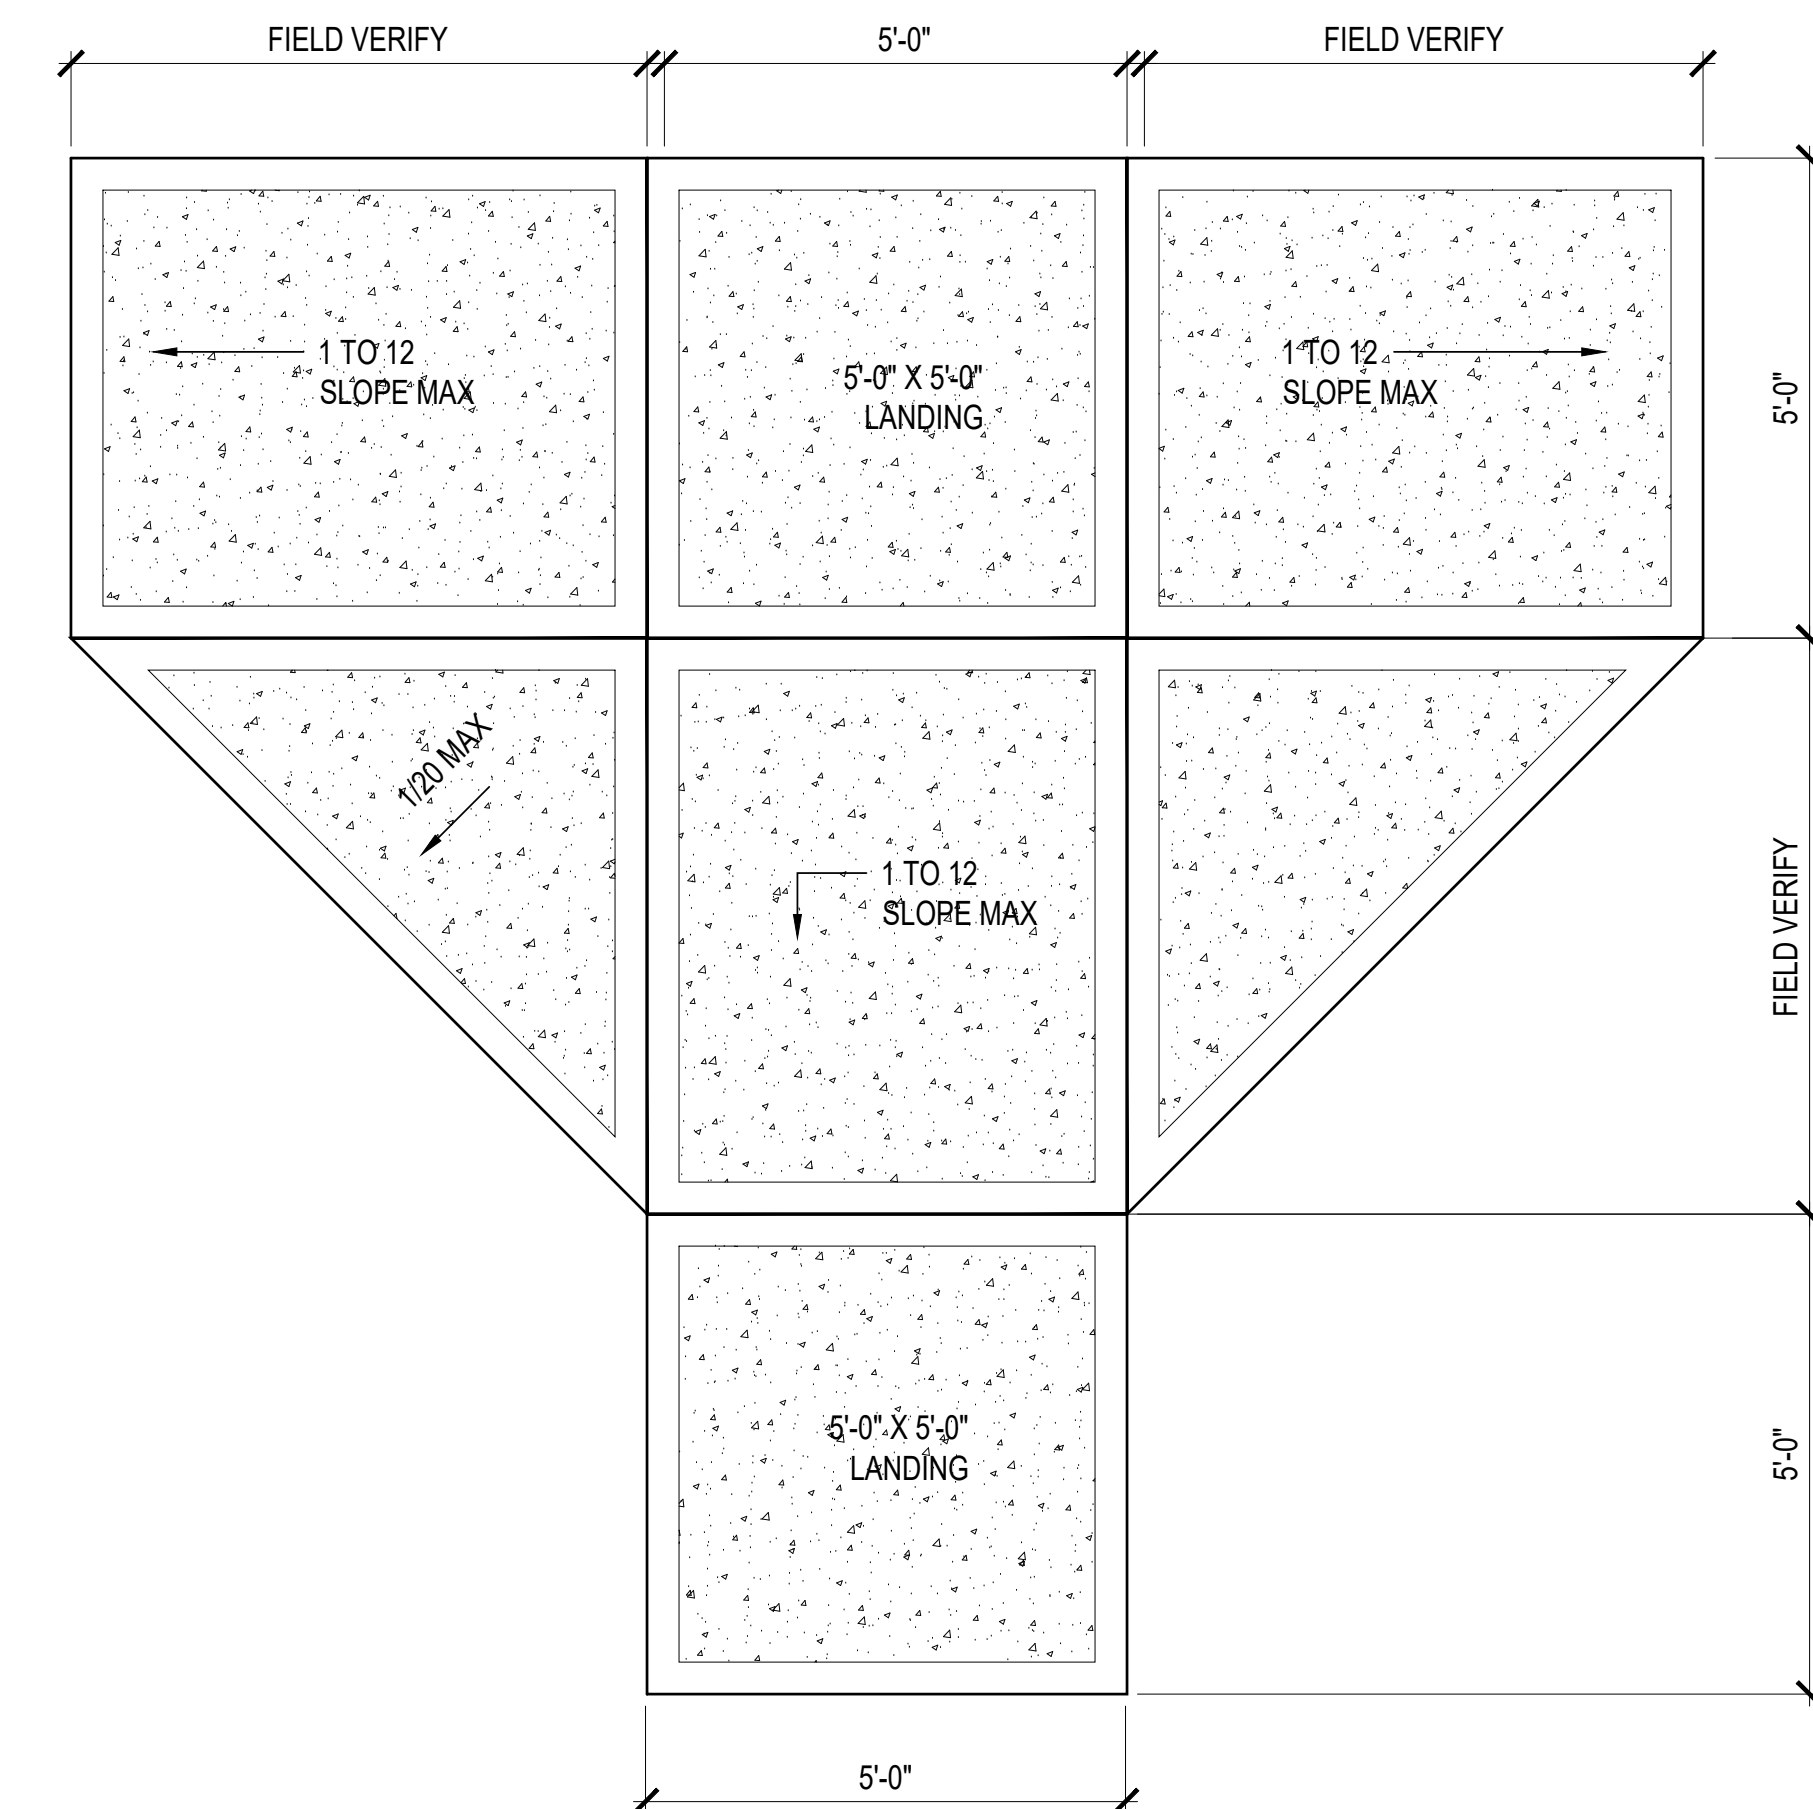 FIELD VERIFY
5'-0"
FIELD VERIFY
1 TO 12
SLOPE MAX
5'-0" X 5'-0"
LANDING
1 TO 12
SLOPE MAX
5'-0"
1/20 MAX
1 TO 12
SLOPE MAX
FIELD VERIFY
5'-0" X 5'-0"
LANDING
5'-0"
5'-0"